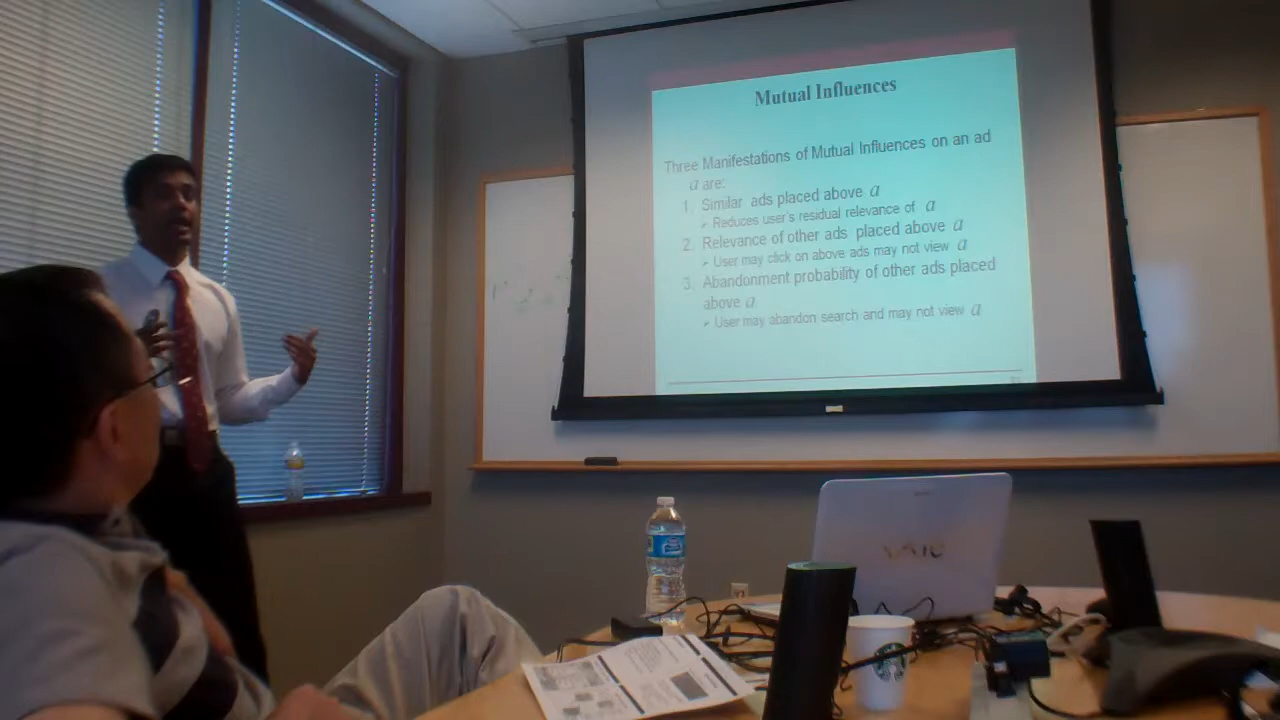 Mutual Influences
Three Manifestations of Mutual Influences on an ad
a are:
1. Similar ads placed above a
Reduces user's residual relevance of a
2. Relevance of other ads placed above a
User may click on above ads may not view a
3. Abandonment probability of other ads placed
above a
User may abandon search and may not view a
VAIO